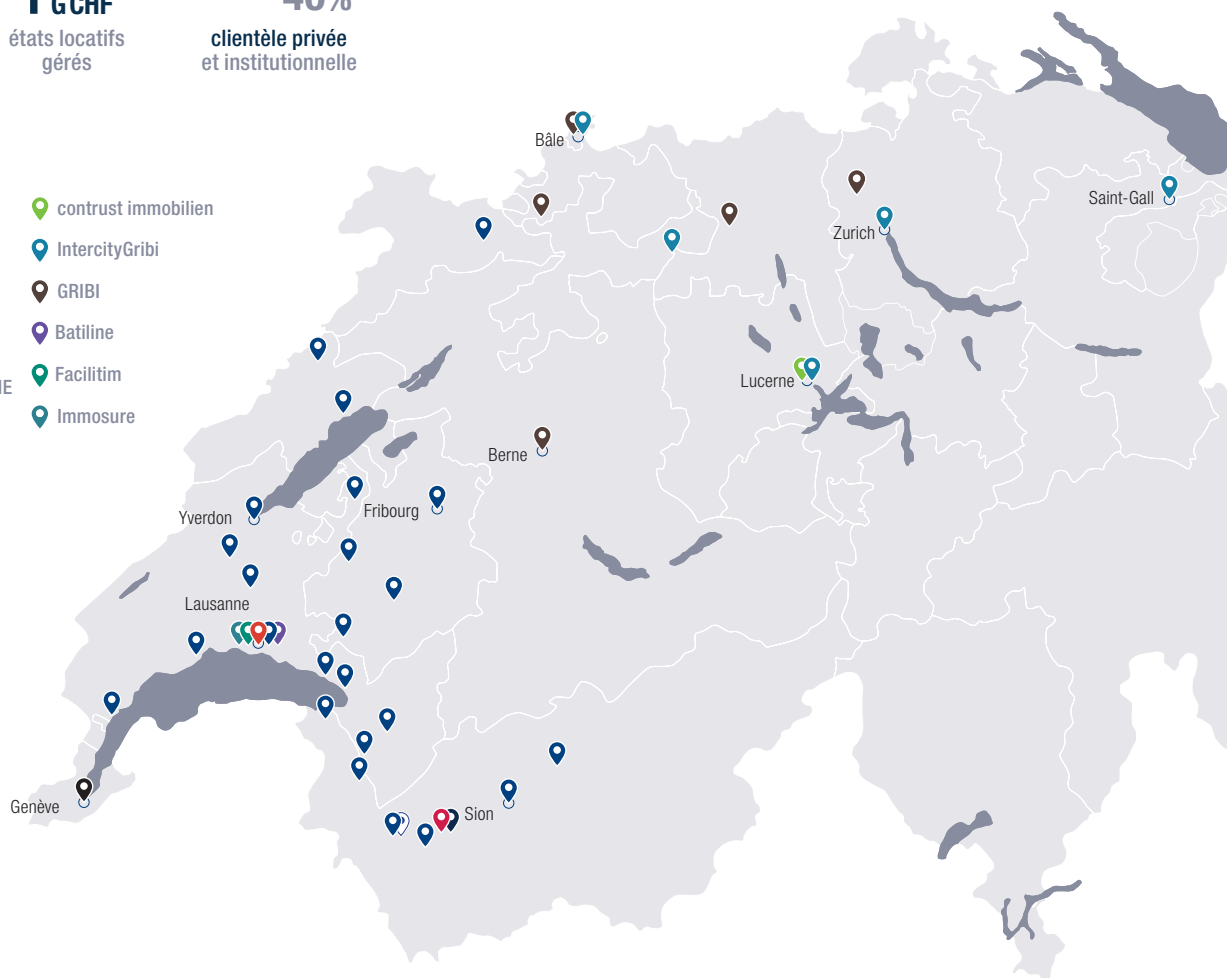 G CHF
états locatifs
gérés
clientèle privée
et institutionnelle
contrust immobilien
IntercityGribi
GRIBI
Batiline
Facilitim
Immosure
Bâle
Saint-Gall
Zurich
Lucerne
Berne
Fribourg
Yverdon
Lausanne
Sion
Genève